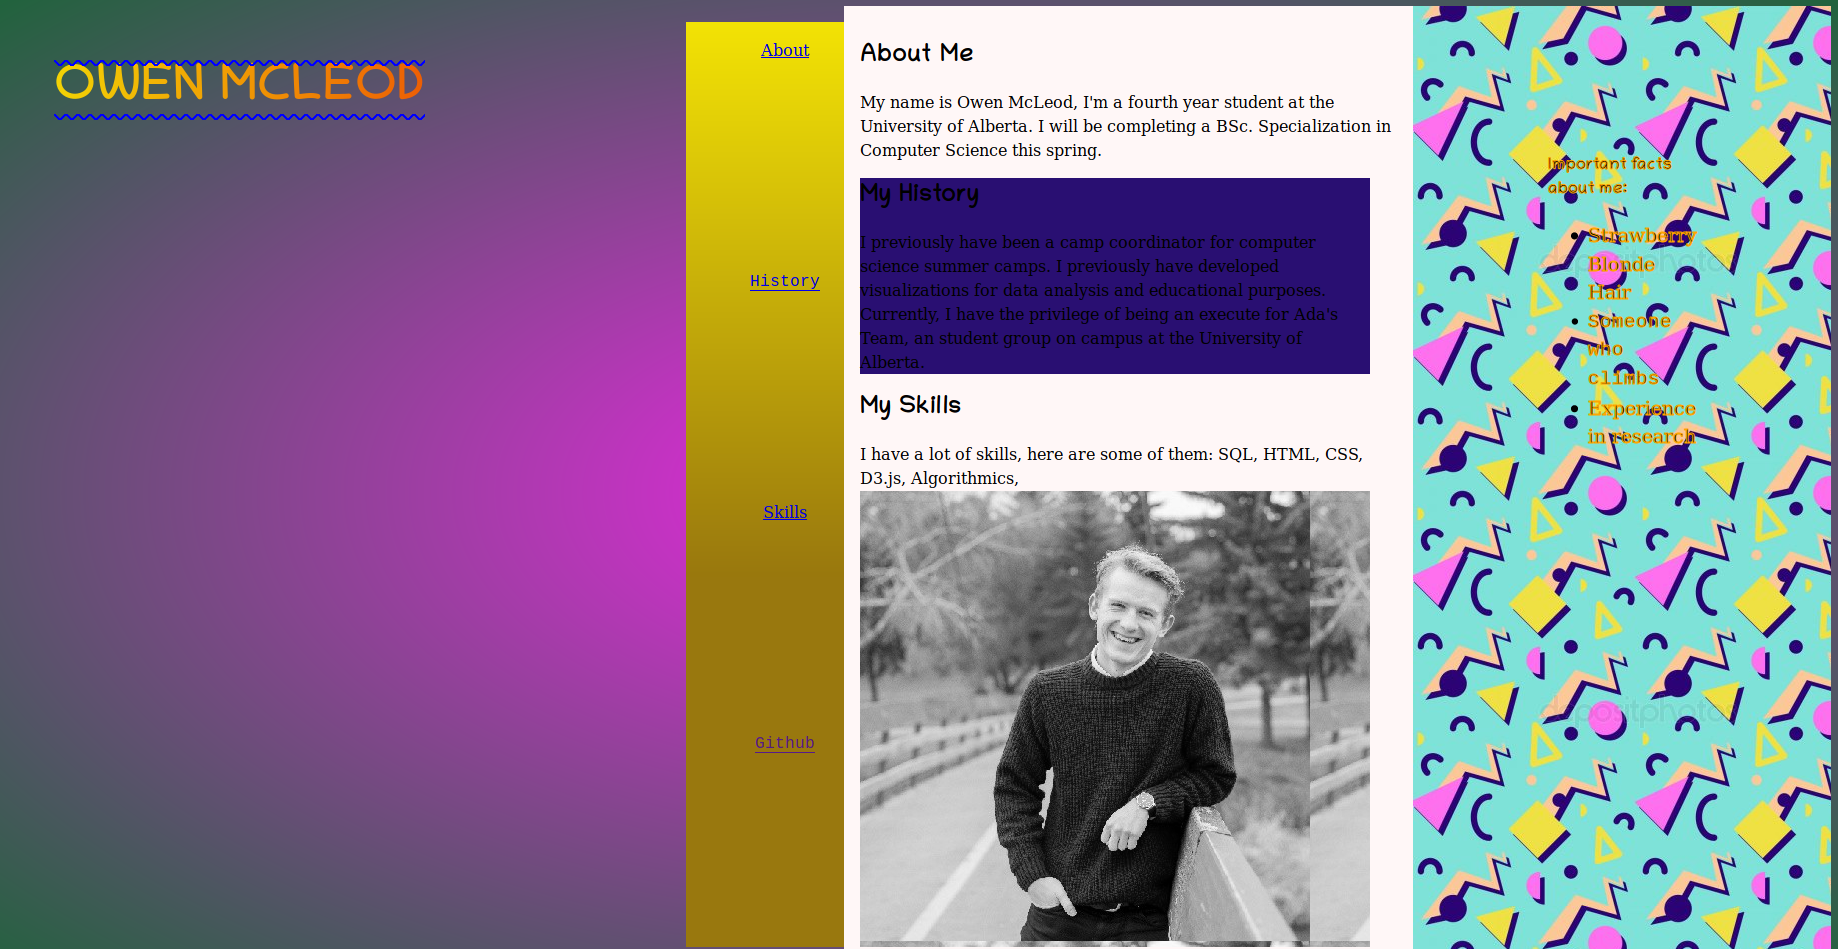 OWEN MCLEOD
About
History
Skills
Github
About Me
My name is Owen McLeod, I'm a fourth year student at the
University of Alberta. I will be completing a BSc. Specialization in
Computer Science this spring.
My History
I previously have been a camp coordinator for computer
science summer camps. I previously have developed
visualizations for data analysis and educational purposes.
Currently, I have the privilege of being an execute for Ada's
Team, an student group on campus at the University of
Alberta.
My Skills
I have a lot of skills, here are some of them: SQL, HTML, CSS,
D3.js, Algorithmics,
Important facts
about me:
Strawberry
Blonde
Hair
Someone
who
climbs
Experience
in research
depositphotos
depositphotos